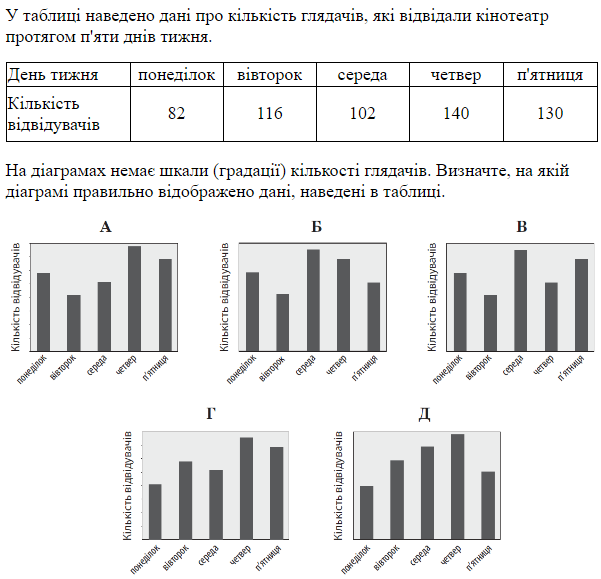 У таблиці наведено дані про кількість глядачів, які відвідали кінотеатр
протягом п'яти днів тижня.
День тижня понеділок вівторок середа четвер п'ятниця
Кількість
відвідувачів 82 116 102 140 130
На діаграмах немає шкали (градації) кількості глядачів. Визначте, на якій
діаграмі правильно відображено дані, наведені в таблиці.
А Б В
Кількість відвідувачів
понеділок вівторок середа четвер п'ятниця
Кількість відвідувачів
понеділок вівторок середа четвер п'ятниця
Кількість відвідувачів
понеділок вівторок середа четвер п'ятниця
Г Д
Кількість відвідувачів
понеділок вівторок середа четвер п'ятниця
Кількість відвідувачів
понеділок вівторок середа четвер п'ятниця